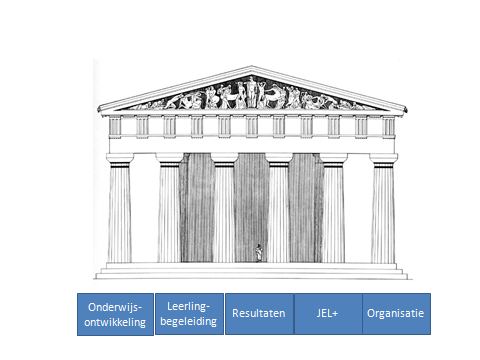 Onderwijs-
ontwikkeling
Leerling-
begeleiding
Resultaten
JEL+
Organisatie